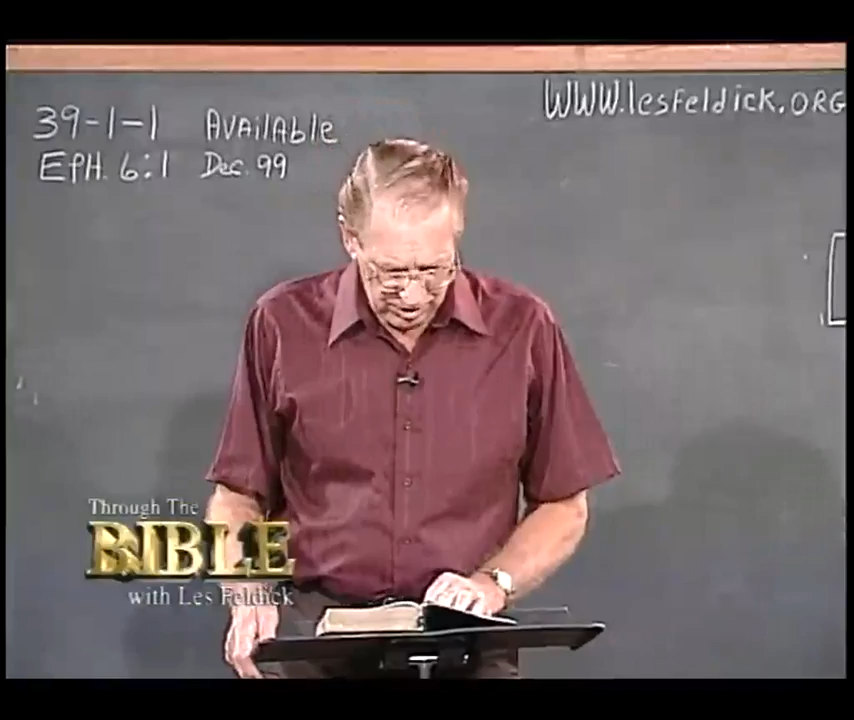 39-1-1 AVAilABlE WWW.lesFeldick.ORG
EPH 6:1 Dec. 99
Through The
BIBLE
with Les Feldick